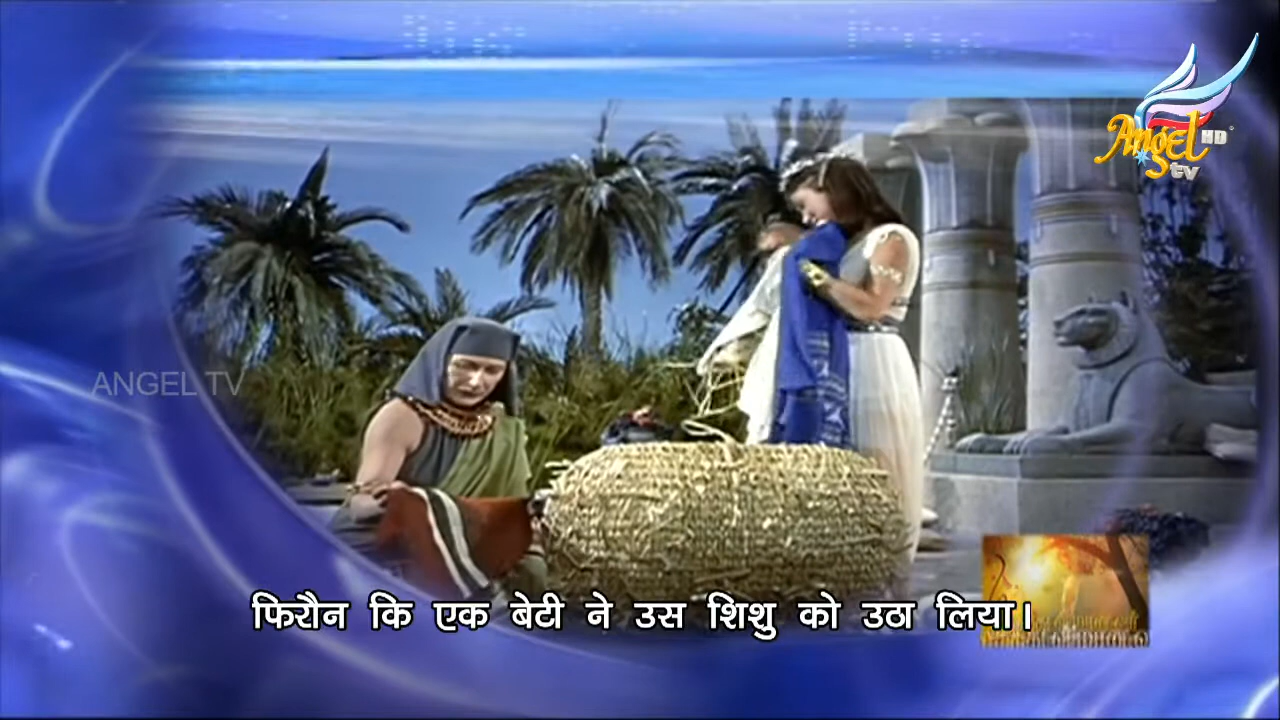 Angel HD
tv
ANGEL TV
फिरौन कि एक बेटी ने उस शिशु को उठा लिया।